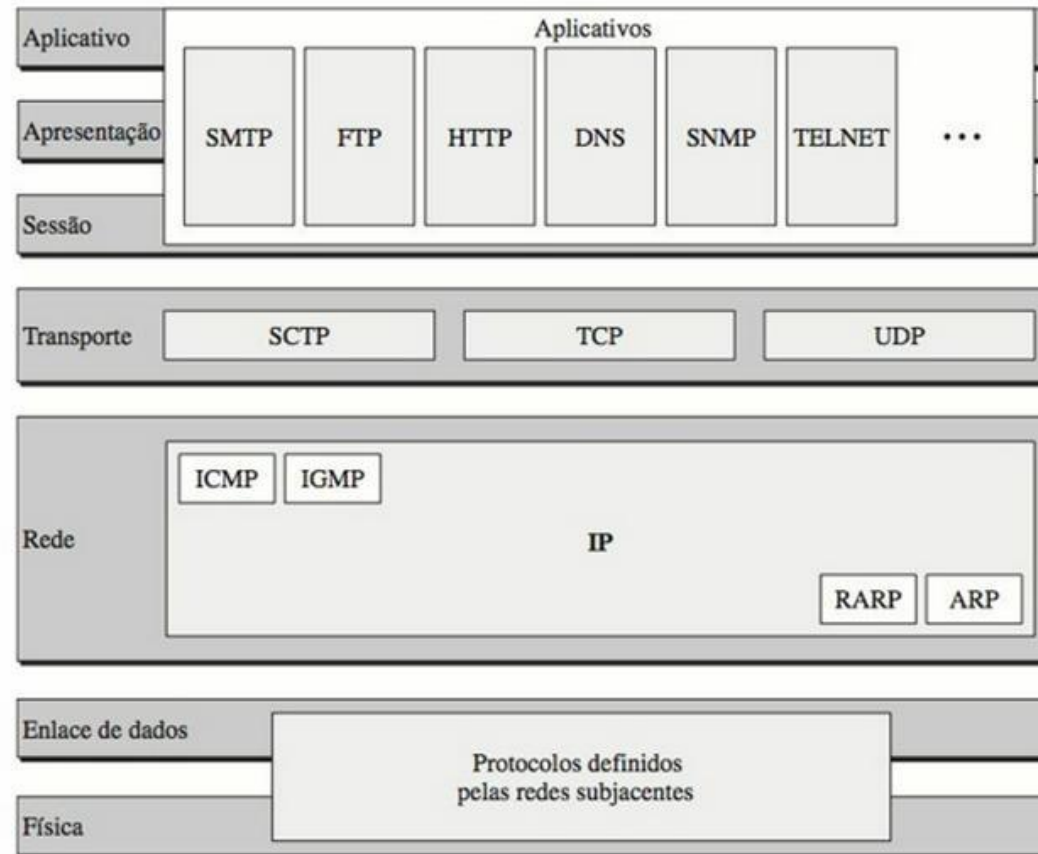 Aplicativo
Aplicativos
Apresentação
SMTP
FTP
HTTP
DNS
SNMP
TELNET
...
Sessão
Transporte
SCTP
TCP
UDP
Rede
ICMP
IGMP
IP
RARP
ARP
Enlace de dados
Protocolos definidos
pelas redes subjacentes
Física